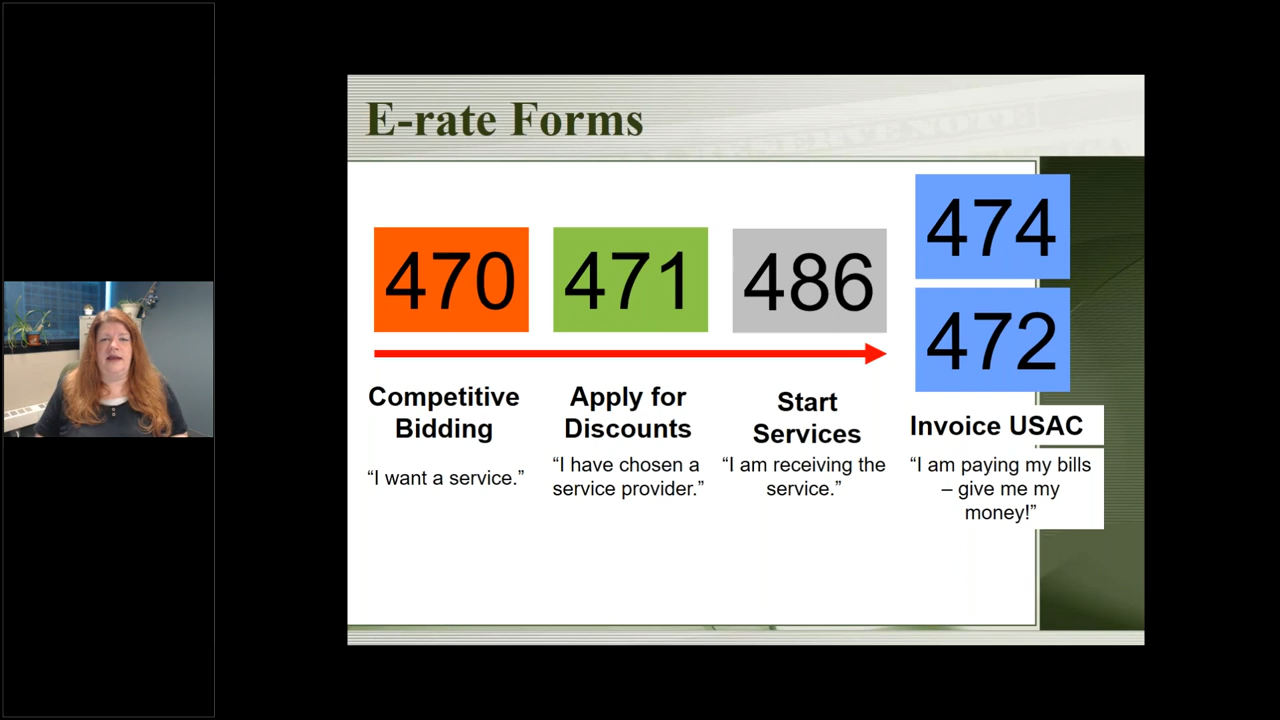 E-rate Forms
470
471
486
474
472
Competitive
Bidding
"I want a service."
Apply for
Discounts
"I have chosen a
service provider."
Start
Services
"I am receiving the
service."
Invoice USAC
"I am paying my bills
– give me my
money!"